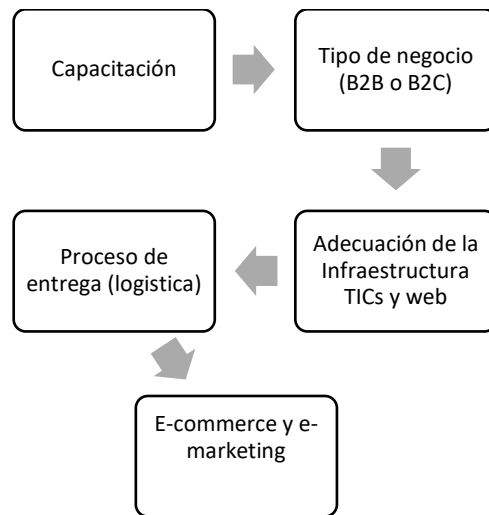 Capacitación
Tipo de negocio
(B2B o B2C)
Adecuación de la
Infraestructura
TICs y web
Proceso de
entrega (logistica)
E-commerce y e-
marketing